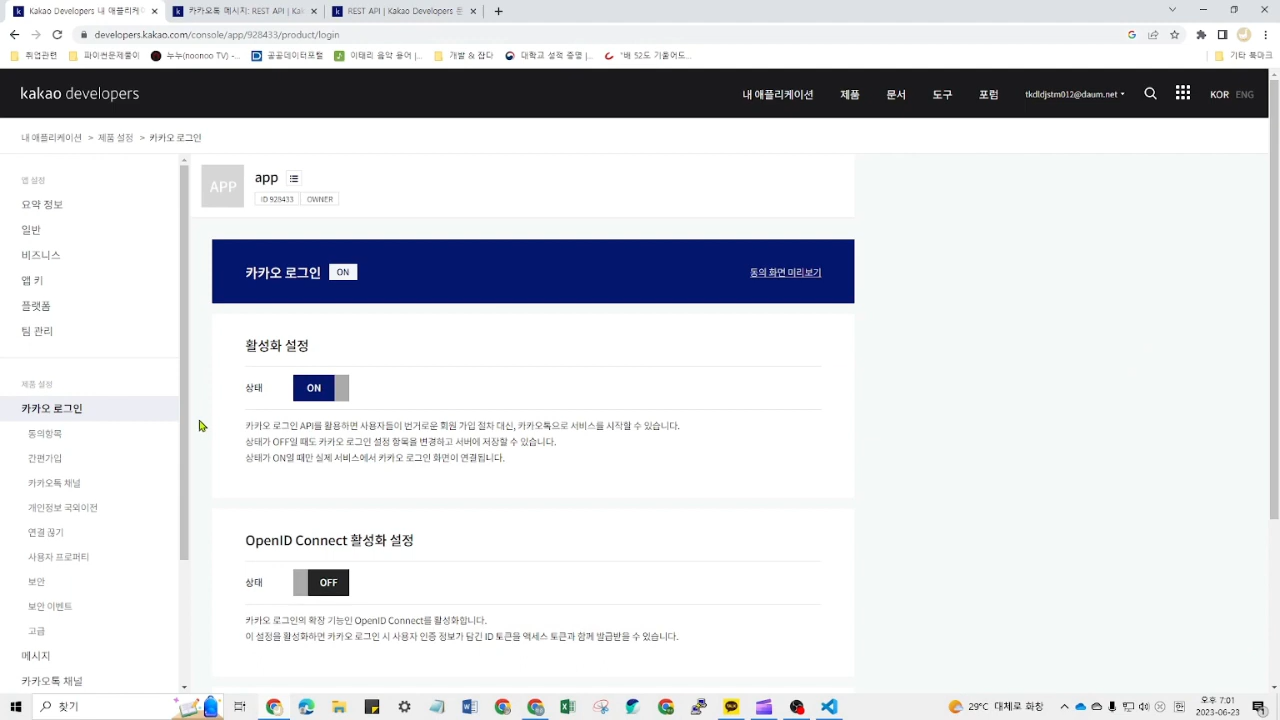 Kakao Developers 내 애플리케이
카카오톡 메시지: REST API | Kak
REST API | Kakao Developers 문
developers.kakao.com/console/app/928433/product/login
취업관련
파이썬문제풀이
누누(noonoo TV) -...
공공데이터포털
이태리 음악 용어 |...
개발 & 잡다
대학교 성적 증명 |...
기타 북마크
kakao developers
내 애플리케이션
제품
문서
도구
포럼
tkdldjstm012@daum.net
KOR ENG
내 애플리케이션 > 제품 설정 > 카카오 로그인
앱 설정
요약 정보
일반
비즈니스
앱 키
플랫폼
팀 관리
제품 설정
카카오 로그인
동의항목
간편가입
카카오톡 채널
개인정보 국외이전
연결 끊기
사용자 프로퍼티
보안
보안 이벤트
고급
메시지
카카오톡 채널
APP
app
ID 928433
OWNER
카카오 로그인 ON
동의 화면 미리보기
활성화 설정
상태 ON
카카오 로그인 API를 활용하면 사용자들이 번거로운 회원 가입 절차 대신, 카카오톡으로 서비스를 시작할 수 있습니다.
상태가 OFF일 때도 카카오 로그인 설정 항목을 변경하고 서버에 저장할 수 있습니다.
상태가 ON일 때만 실제 서비스에서 카카오 로그인 화면이 연결됩니다.
OpenID Connect 활성화 설정
상태 OFF
카카오 로그인의 확장 기능인 OpenID Connect를 활성화합니다.
이 설정을 활성화하면 카카오 로그인 시 사용자 인증 정보가 담긴 ID 토큰을 액세스 토큰과 함께 발급받을 수 있습니다.
찾기
29°C 대체로 화창
오후 7:01
2023-06-23